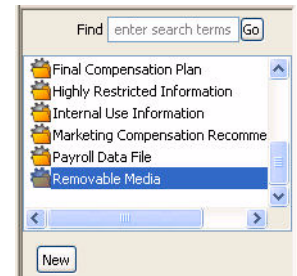 Find enter search terms Go
Final Compensation Plan
Highly Restricted Information
Internal Use Information
Marketing Compensation Recomme
Payroll Data File
Removable Media
New